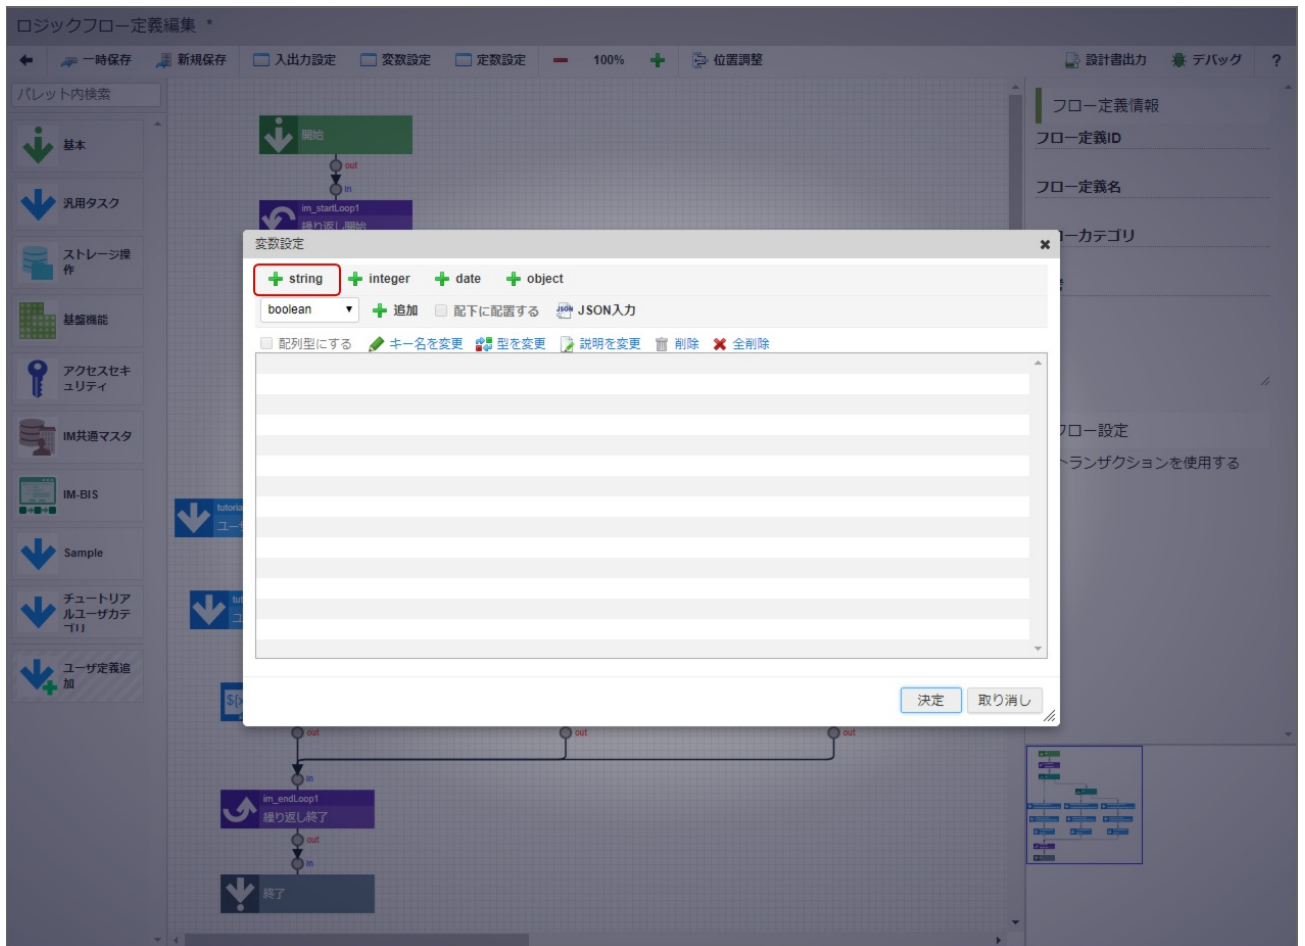 ロジックフロー定義編集 *
一時保存 新規保存 入出力設定 変数設定 定数設定 100% 位置調整 設計書出力 デバッグ ?
パレット内検索
基本
汎用タスク
ストレージ操
作
基盤機能
アクセスセキ
ュリティ
IM共通マスタ
IM-BIS
Sample
チュートリア
ルユーザカテ
ゴリ
ユーザ定義追
加
開始
out
in
im_startLoop1
繰り返し開始
変数設定
string integer date object
boolean 追加 配下に配置する JSON入力
配列型にする キー名を変更 型を変更 説明を変更 削除 全削除
決定 取り消し
out out out
in
im_endLoop1
繰り返し終了
out
in
終了
フロー定義情報
フロー定義ID
フロー定義名
ーカテゴリ
フロー設定
トランザクションを使用する